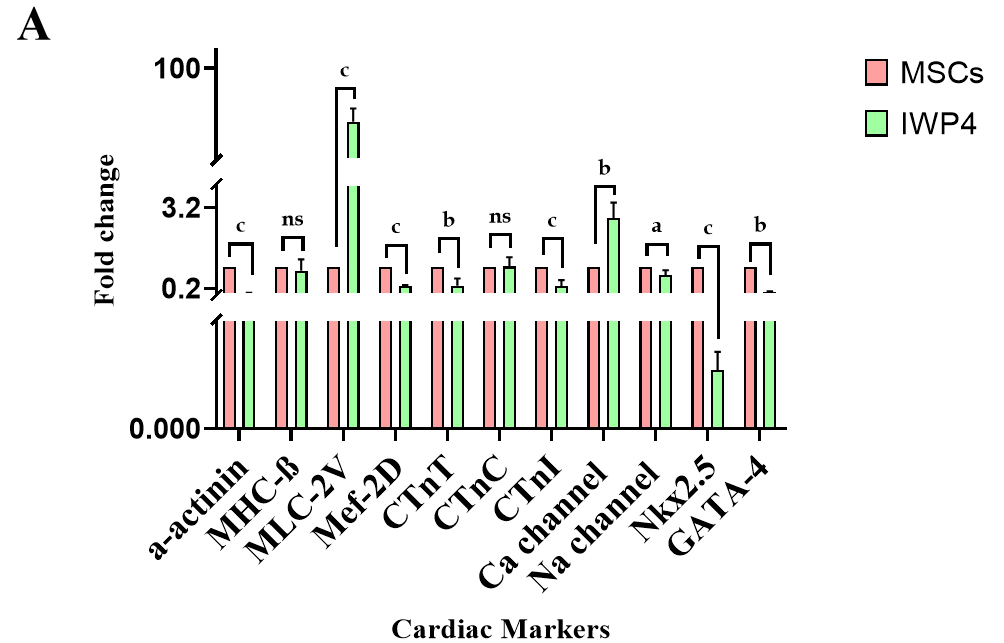 A
MSCs
IWP4
Fold change
100
3.2
0.2
0.000
c
ns
c
c
b
ns
c
b
a
c
b
a-actinin
MHC-ß
MLC-2V
Mef-2D
CTnT
CTnC
CTnI
Ca channel
Na channel
Nkx2.5
GATA-4
Cardiac Markers